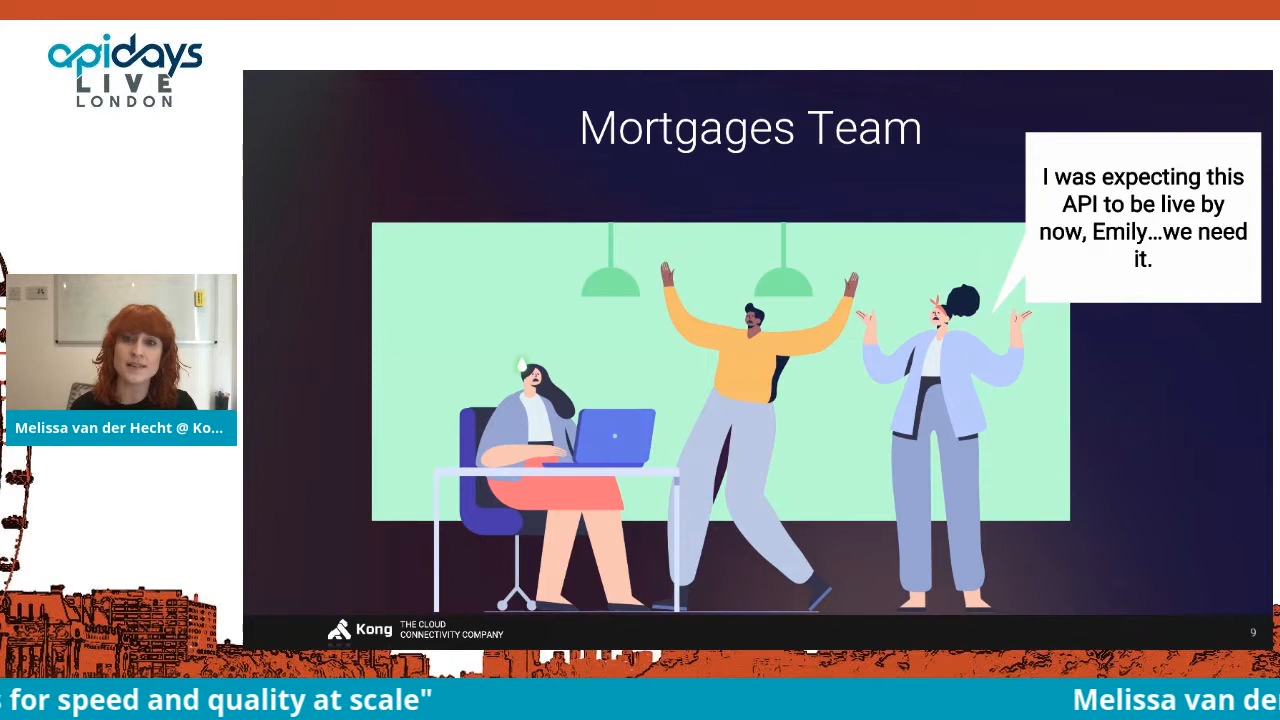 apidays
LIVE
LONDON
Mortgages Team
I was expecting this
API to be live by
now, Emily...we need
it.
Melissa van der Hecht @ Ko...
Kong
THE CLOUD
CONNECTIVITY COMPANY
9
for speed and quality at scale"
Melissa van de